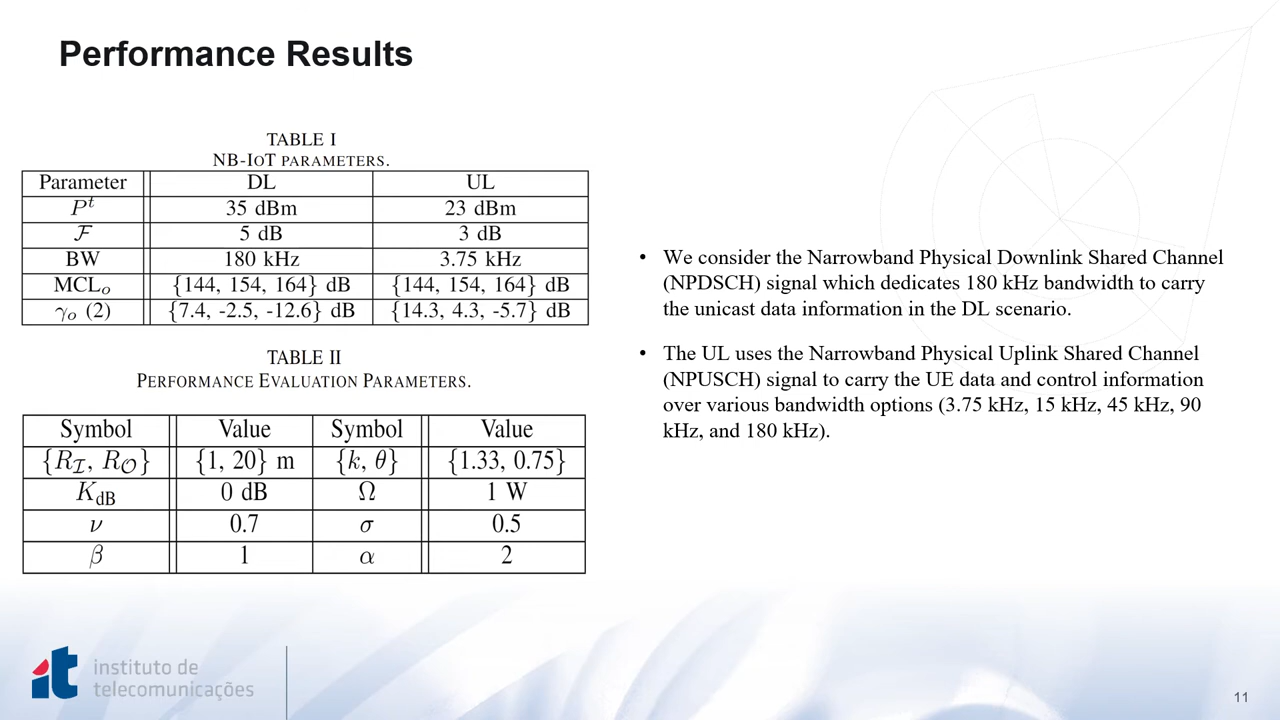 Performance Results
TABLE I
NB-IoT PARAMETERS.
Parameter DL UL
P^t 35 dBm 23 dBm
ℱ 5 dB 3 dB
BW 180 kHz 3.75 kHz
MCL_o {144, 154, 164} dB {144, 154, 164} dB
γ_o (2) {7.4, -2.5, -12.6} dB {14.3, 4.3, -5.7} dB
TABLE II
PERFORMANCE EVALUATION PARAMETERS.
Symbol Value Symbol Value
{R_ℐ, R_𝒪} {1, 20} m {k, θ} {1.33, 0.75}
K_dB 0 dB Ω 1 W
ν 0.7 σ 0.5
β 1 α 2
• We consider the Narrowband Physical Downlink Shared Channel
(NPDSCH) signal which dedicates 180 kHz bandwidth to carry
the unicast data information in the DL scenario.
• The UL uses the Narrowband Physical Uplink Shared Channel
(NPUSCH) signal to carry the UE data and control information
over various bandwidth options (3.75 kHz, 15 kHz, 45 kHz, 90
kHz, and 180 kHz).
it instituto de
telecomunicações
11